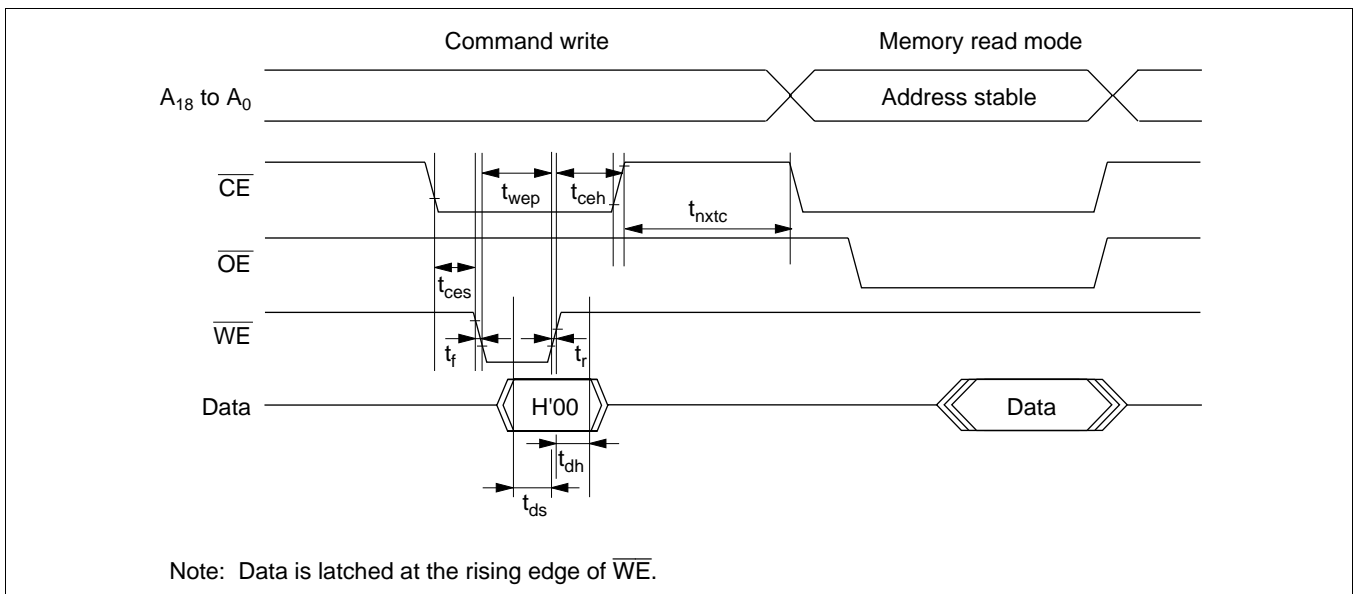 Command write
Memory read mode
A18 to A0
Address stable
CE
twep
tceh
tnxtc
OE
tces
WE
tf
tr
Data
H'00
Data
tdh
tds
Note: Data is latched at the rising edge of WE.